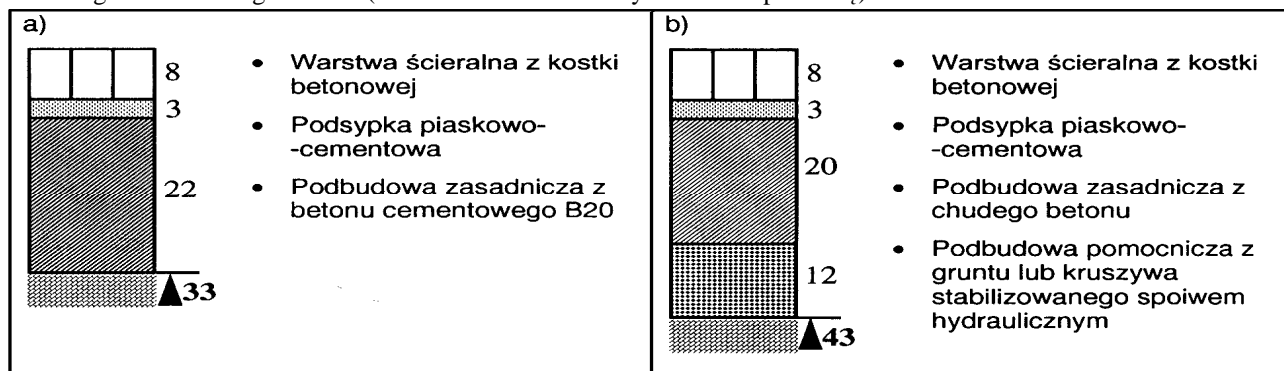 a)
8
3
22
33
• Warstwa ścieralna z kostki
betonowej
• Podsypka piaskowo-
-cementowa
• Podbudowa zasadnicza z
betonu cementowego B20
b)
8
3
20
12
43
• Warstwa ścieralna z kostki
betonowej
• Podsypka piaskowo-
-cementowa
• Podbudowa zasadnicza z
chudego betonu
• Podbudowa pomocnicza z
gruntu lub kruszywa
stabilizowanego spoiwem
hydraulicznym